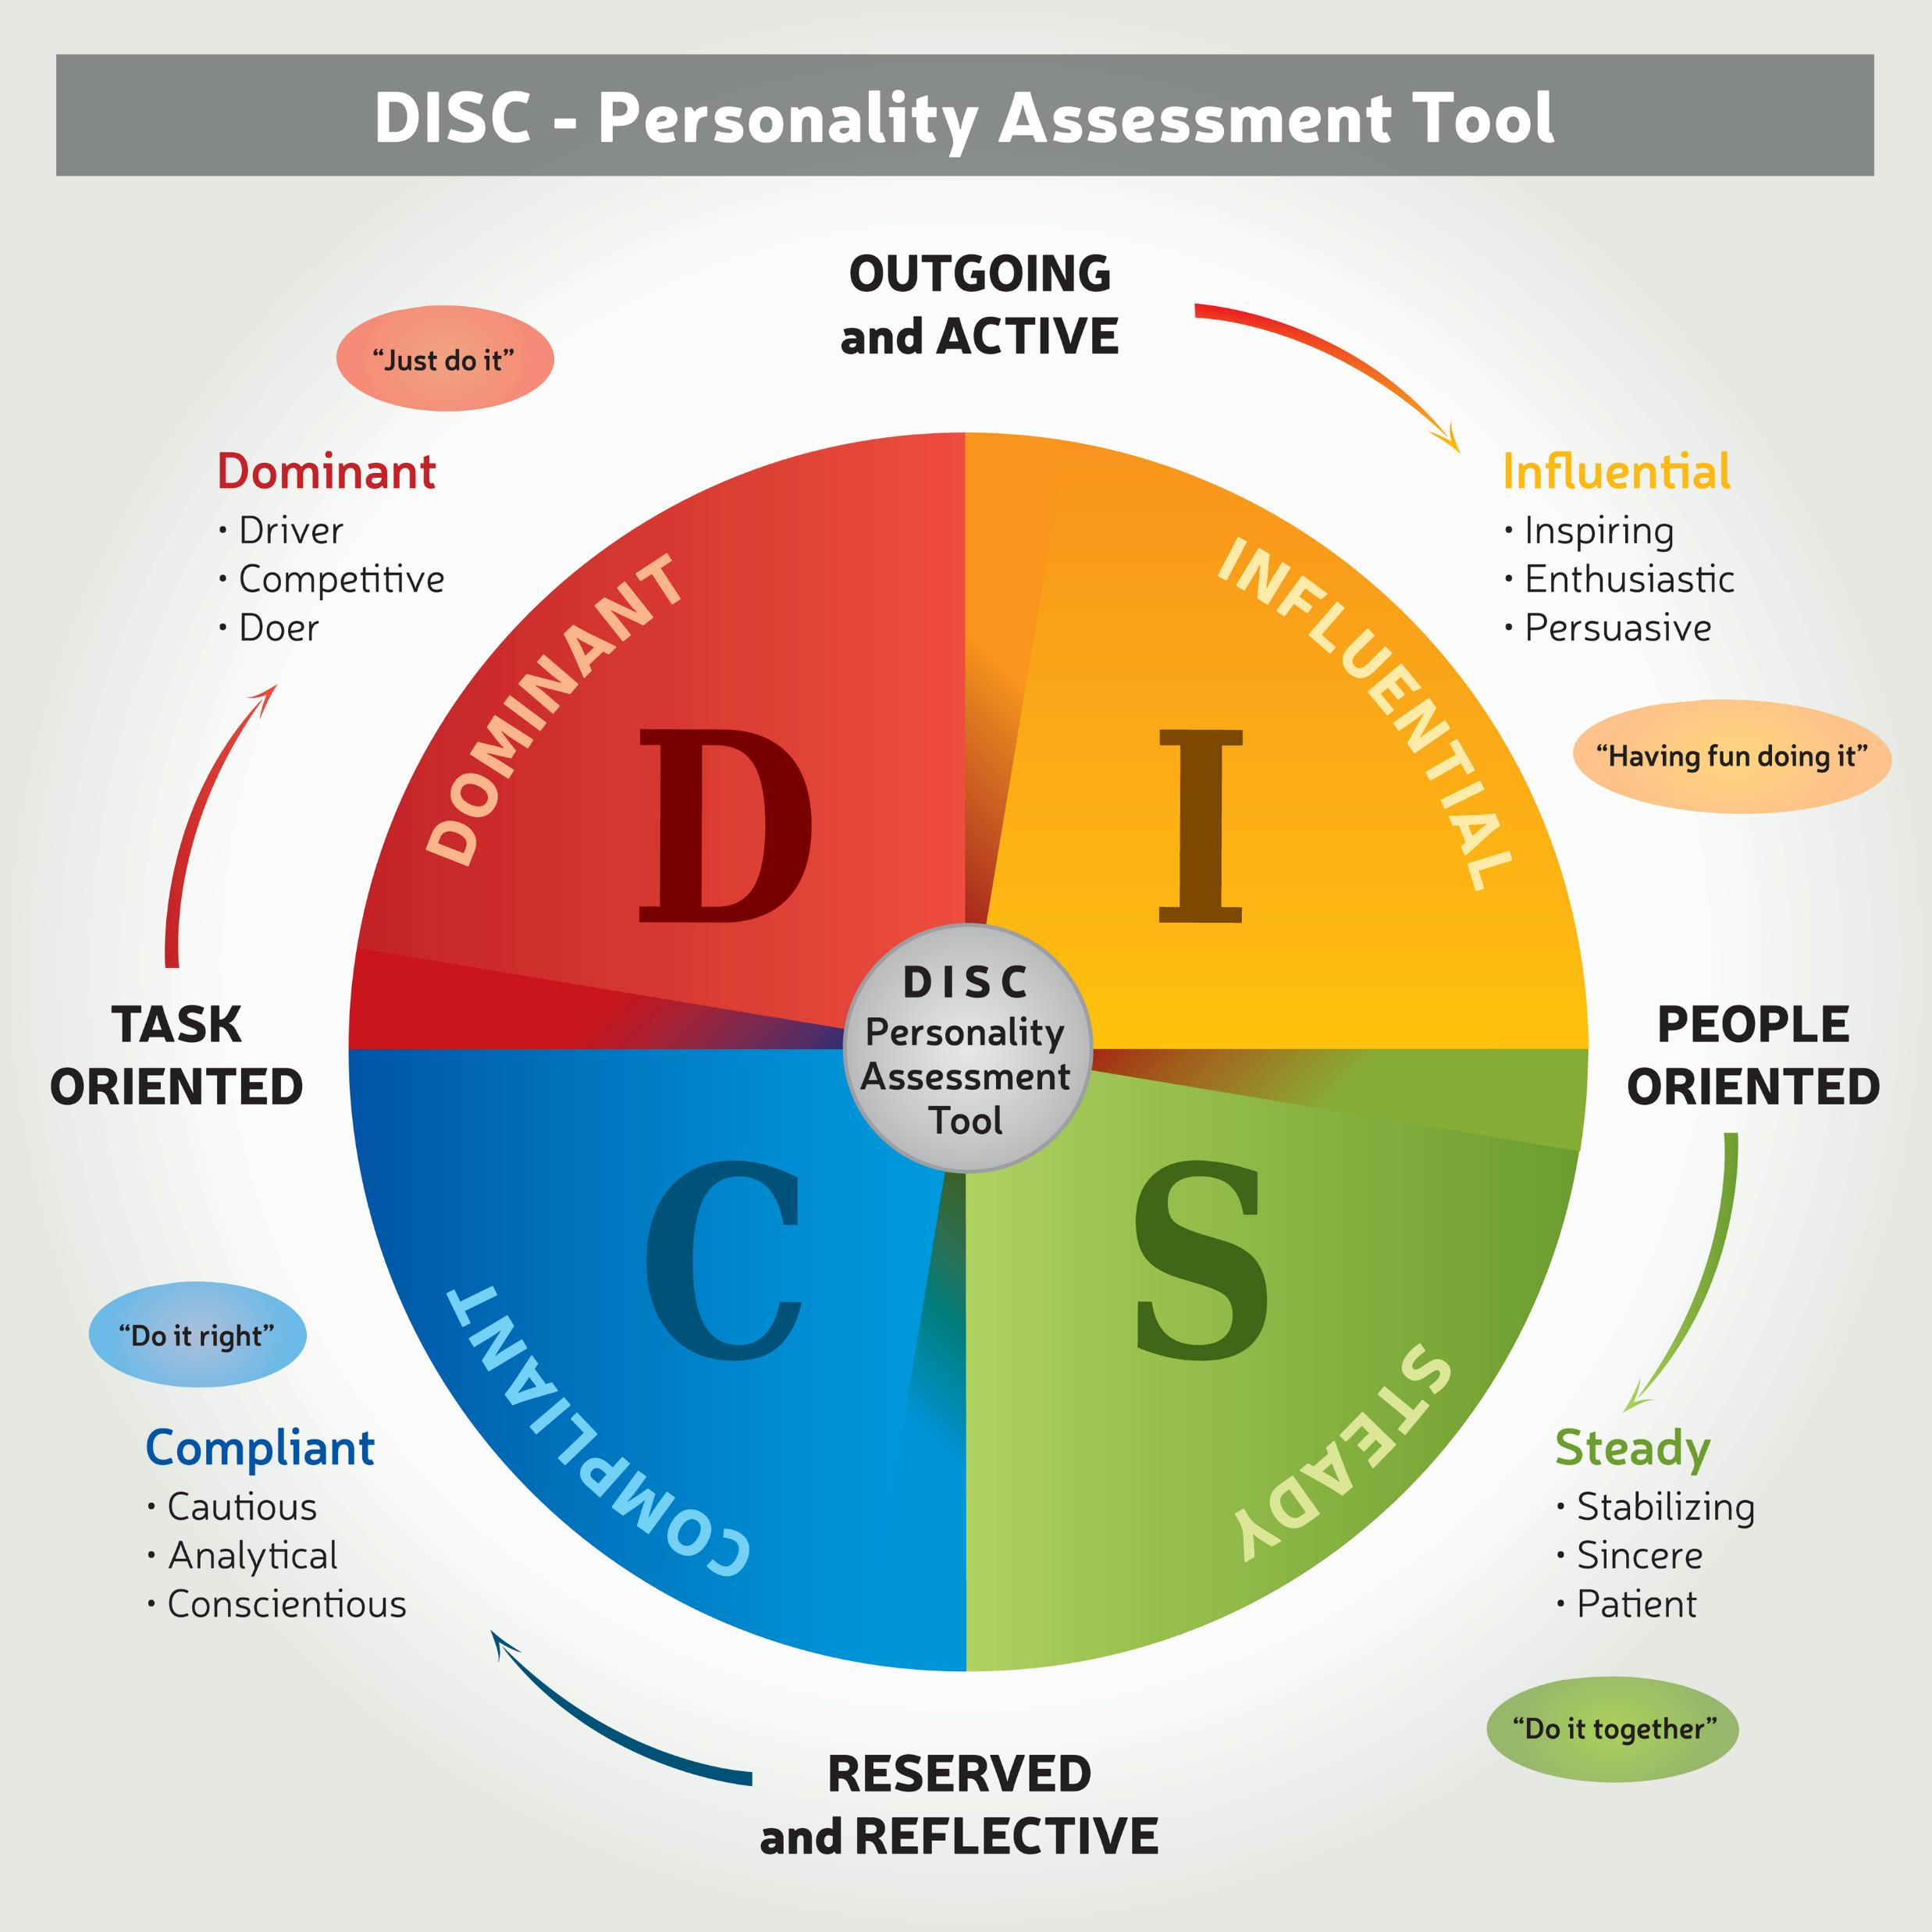 DISC - Personality Assessment Tool
OUTGOING
and ACTIVE
“Just do it”
Dominant
• Driver
• Competitive
• Doer
Influential
• Inspiring
• Enthusiastic
• Persuasive
“Having fun doing it”
DOMINANT
INFLUENTIAL
D
I
DISC
Personality
Assessment
Tool
TASK
ORIENTED
PEOPLE
ORIENTED
C
S
COMPLIANT
STEADY
“Do it right”
Compliant
• Cautious
• Analytical
• Conscientious
Steady
• Stabilizing
• Sincere
• Patient
“Do it together”
RESERVED
and REFLECTIVE